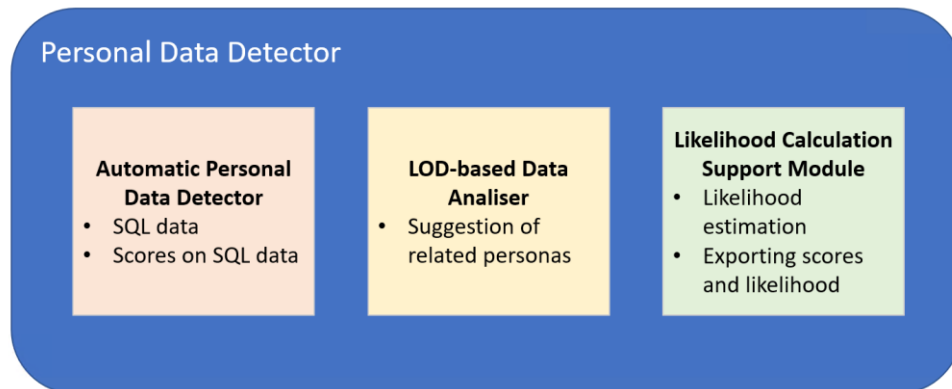 Personal Data Detector
Automatic Personal
Data Detector
• SQL data
• Scores on SQL data
LOD-based Data
Analiser
• Suggestion of
related personas
Likelihood Calculation
Support Module
• Likelihood
estimation
• Exporting scores
and likelihood